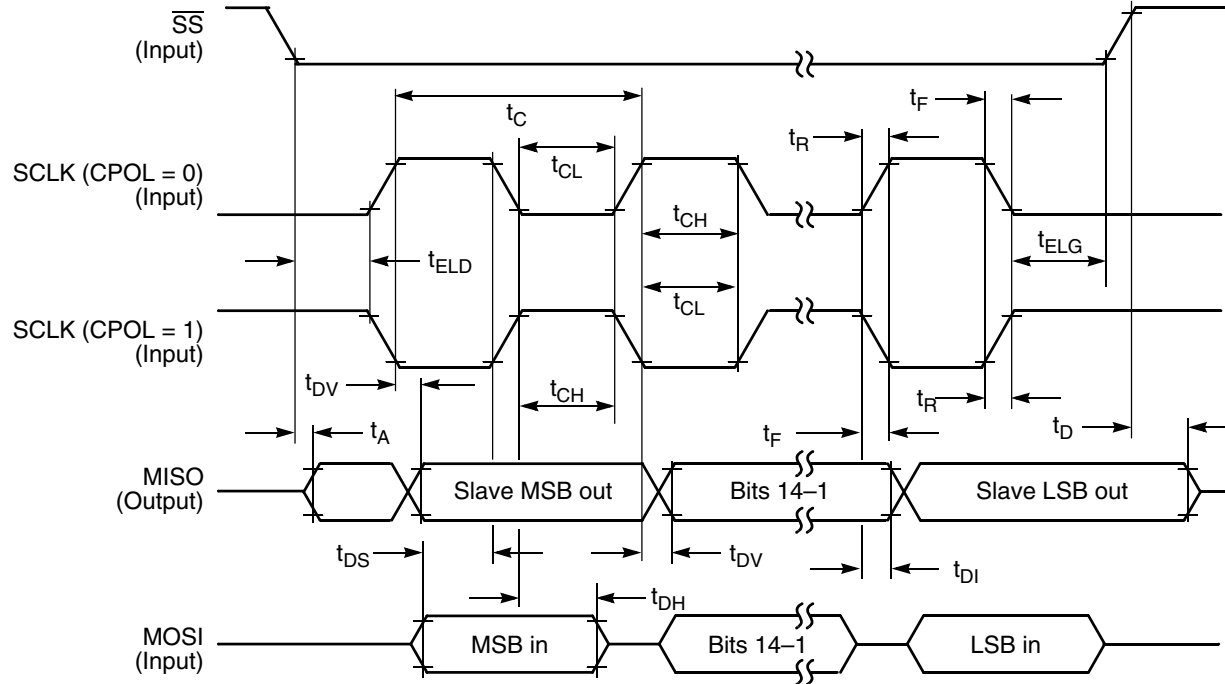 SS
(Input)
t_C
t_F
t_R
t_CL
SCLK (CPOL = 0)
(Input)
t_CH
t_ELD
t_ELG
t_CL
SCLK (CPOL = 1)
(Input)
t_DV
t_CH
t_R
t_A
t_F
t_D
MISO
(Output)
Slave MSB out
Bits 14–1
Slave LSB out
t_DS
t_DV
t_DI
t_DH
MOSI
(Input)
MSB in
Bits 14–1
LSB in